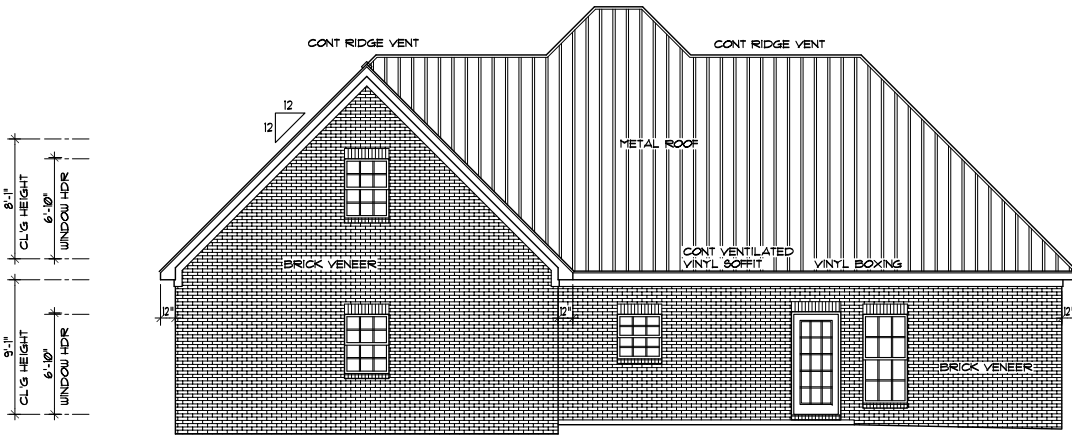 CONT RIDGE VENT
CONT RIDGE VENT
12
12
METAL ROOF
8'-1"
CL'G HEIGHT
6'-10"
WINDOW HDR
BRICK VENEER
CONT VENTILATED
VINYL SOFFIT
VINYL BOXING
12"
12"
12"
9'-1"
CL'G HEIGHT
6'-10"
WINDOW HDR
BRICK VENEER